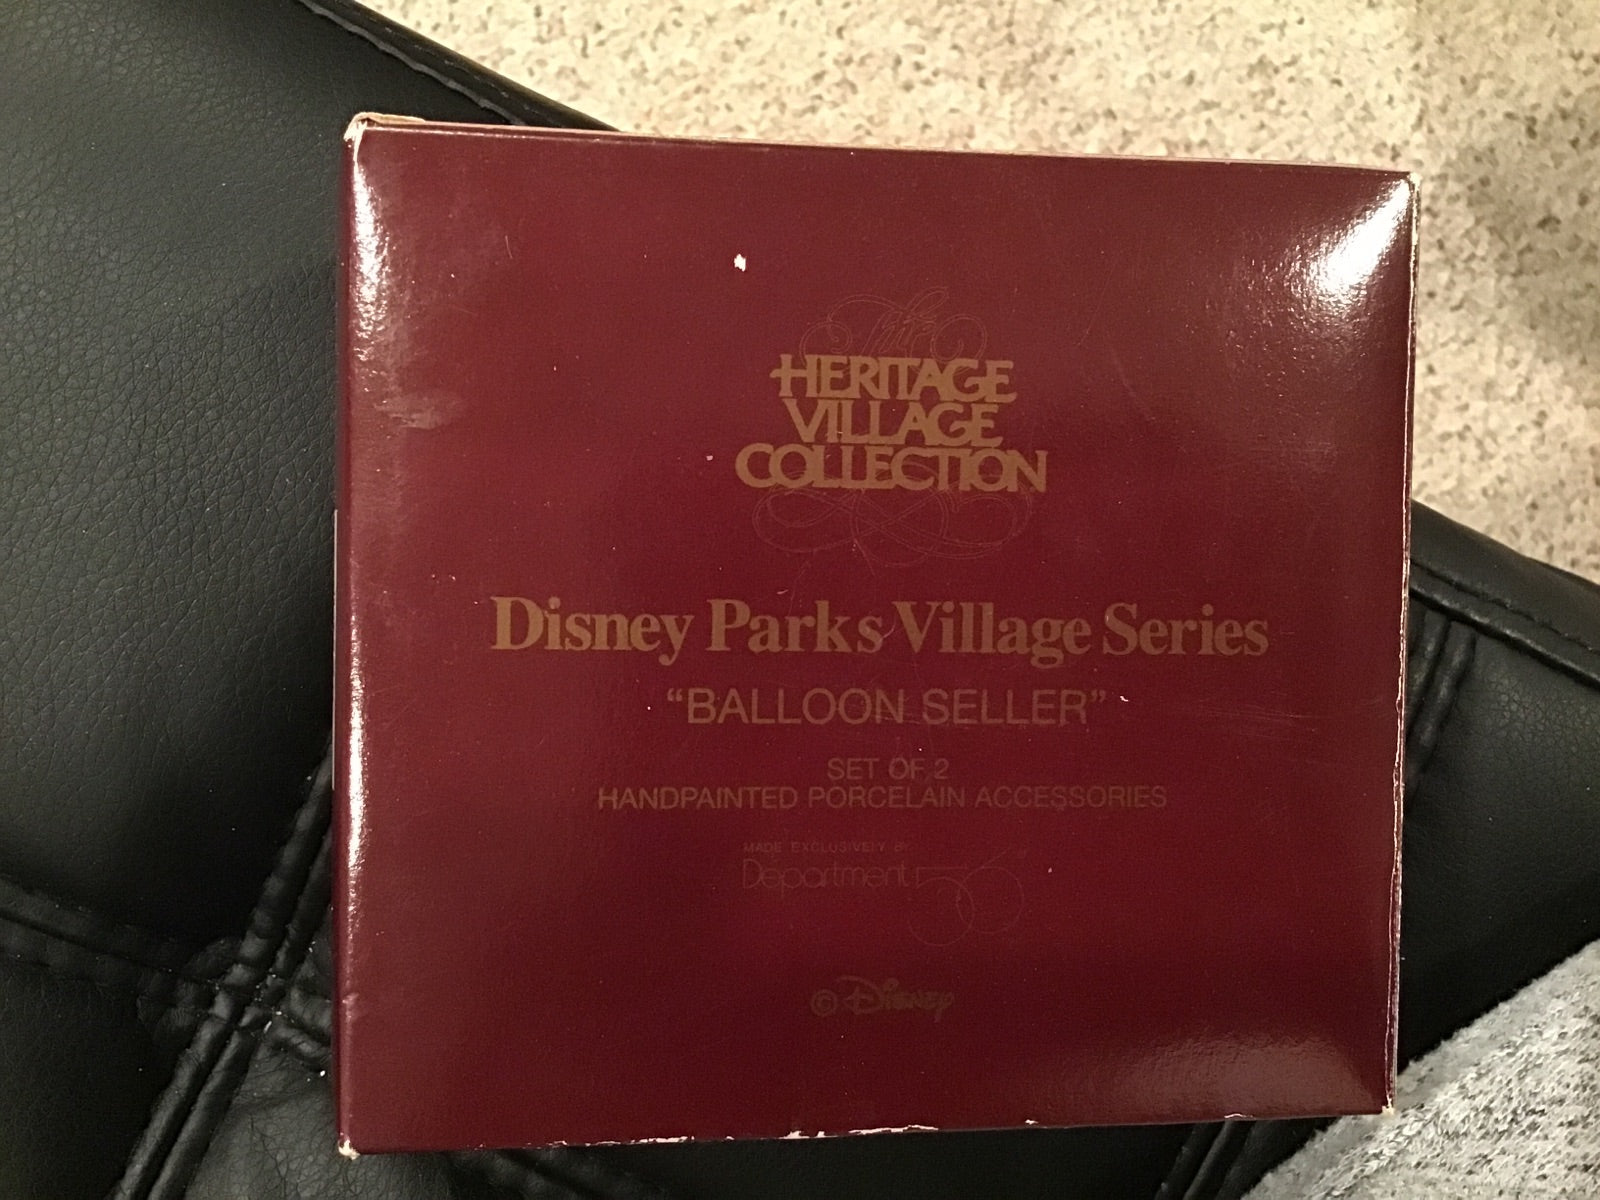 The
HERITAGE
VILLAGE
COLLECTION
Disney Parks Village Series
“BALLOON SELLER”
SET OF 2
HANDPAINTED PORCELAIN ACCESSORIES
MADE EXCLUSIVELY BY
Department 56
© Disney